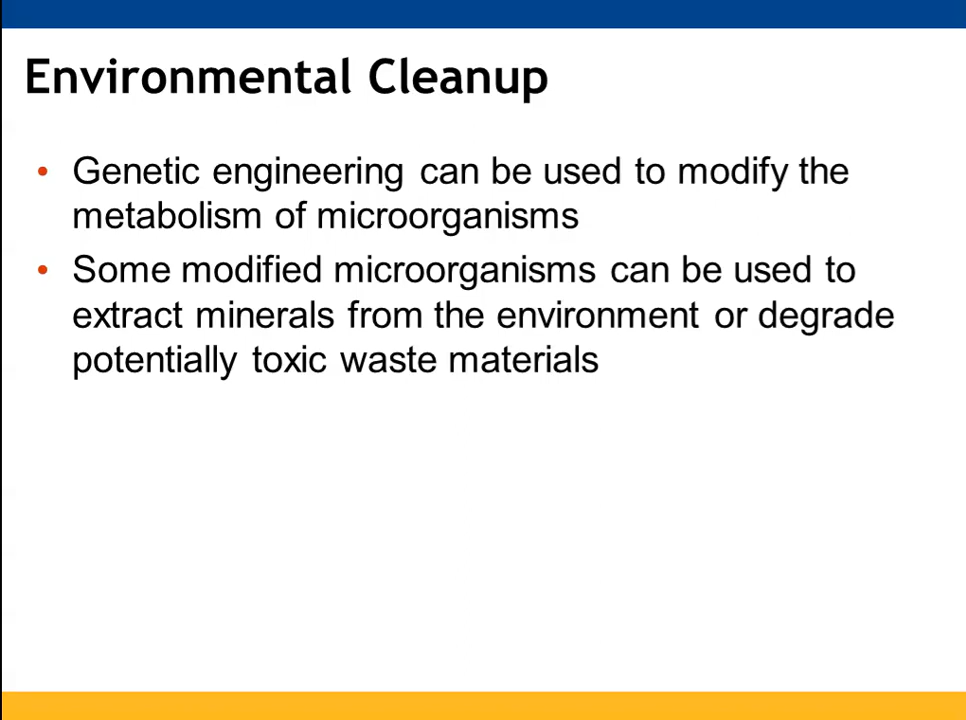 Environmental Cleanup
• Genetic engineering can be used to modify the
metabolism of microorganisms
• Some modified microorganisms can be used to
extract minerals from the environment or degrade
potentially toxic waste materials